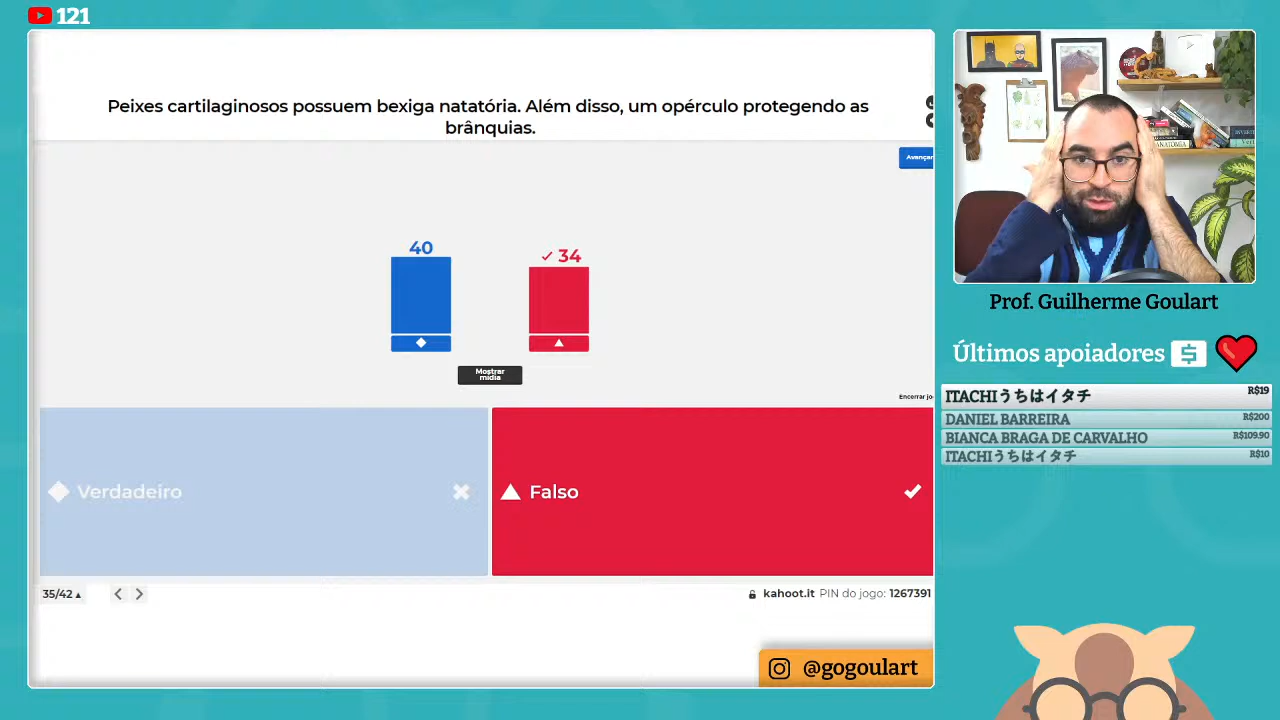 121
Peixes cartilaginosos possuem bexiga natatória. Além disso, um opérculo protegendo as
brânquias.
Avançar
40
34
Mostrar
mídia
Encerrar jo
Verdadeiro
Falso
35/42
kahoot.it PIN do jogo: 1267391
@gogoulart
ANATOMIA
Prof. Guilherme Goulart
Últimos apoiadores
ITACHIうちはイタチ R$19
DANIEL BARREIRA R$200
BIANCA BRAGA DE CARVALHO R$109.90
ITACHIうちはイタチ R$10